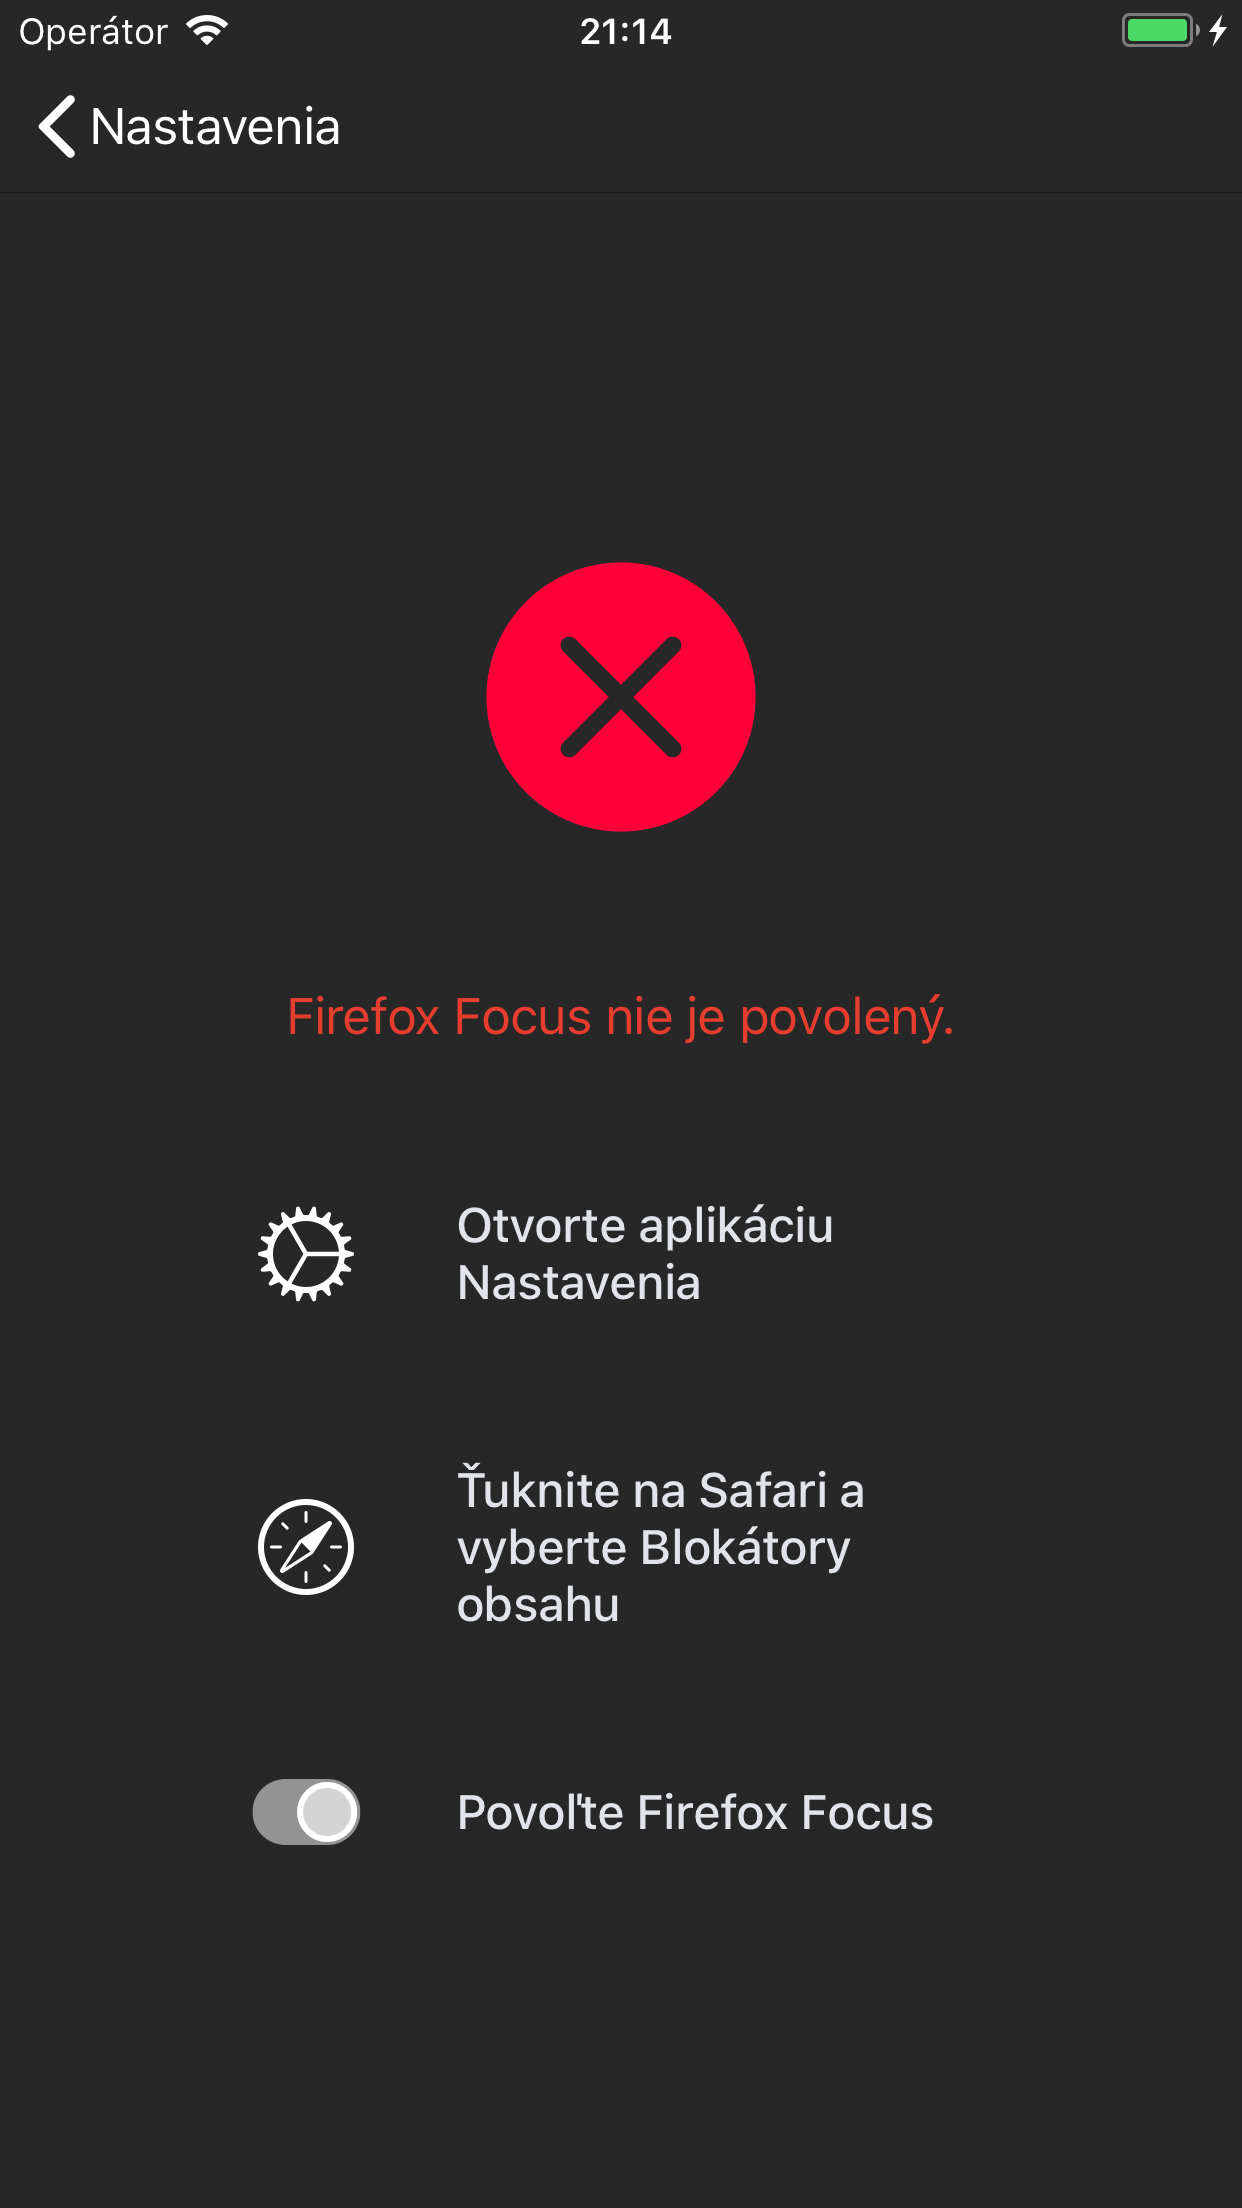 Operátor
21:14
Nastavenia
Firefox Focus nie je povolený.
Otvorte aplikáciu
Nastavenia
Ťuknite na Safari a
vyberte Blokátory
obsahu
Povoľte Firefox Focus